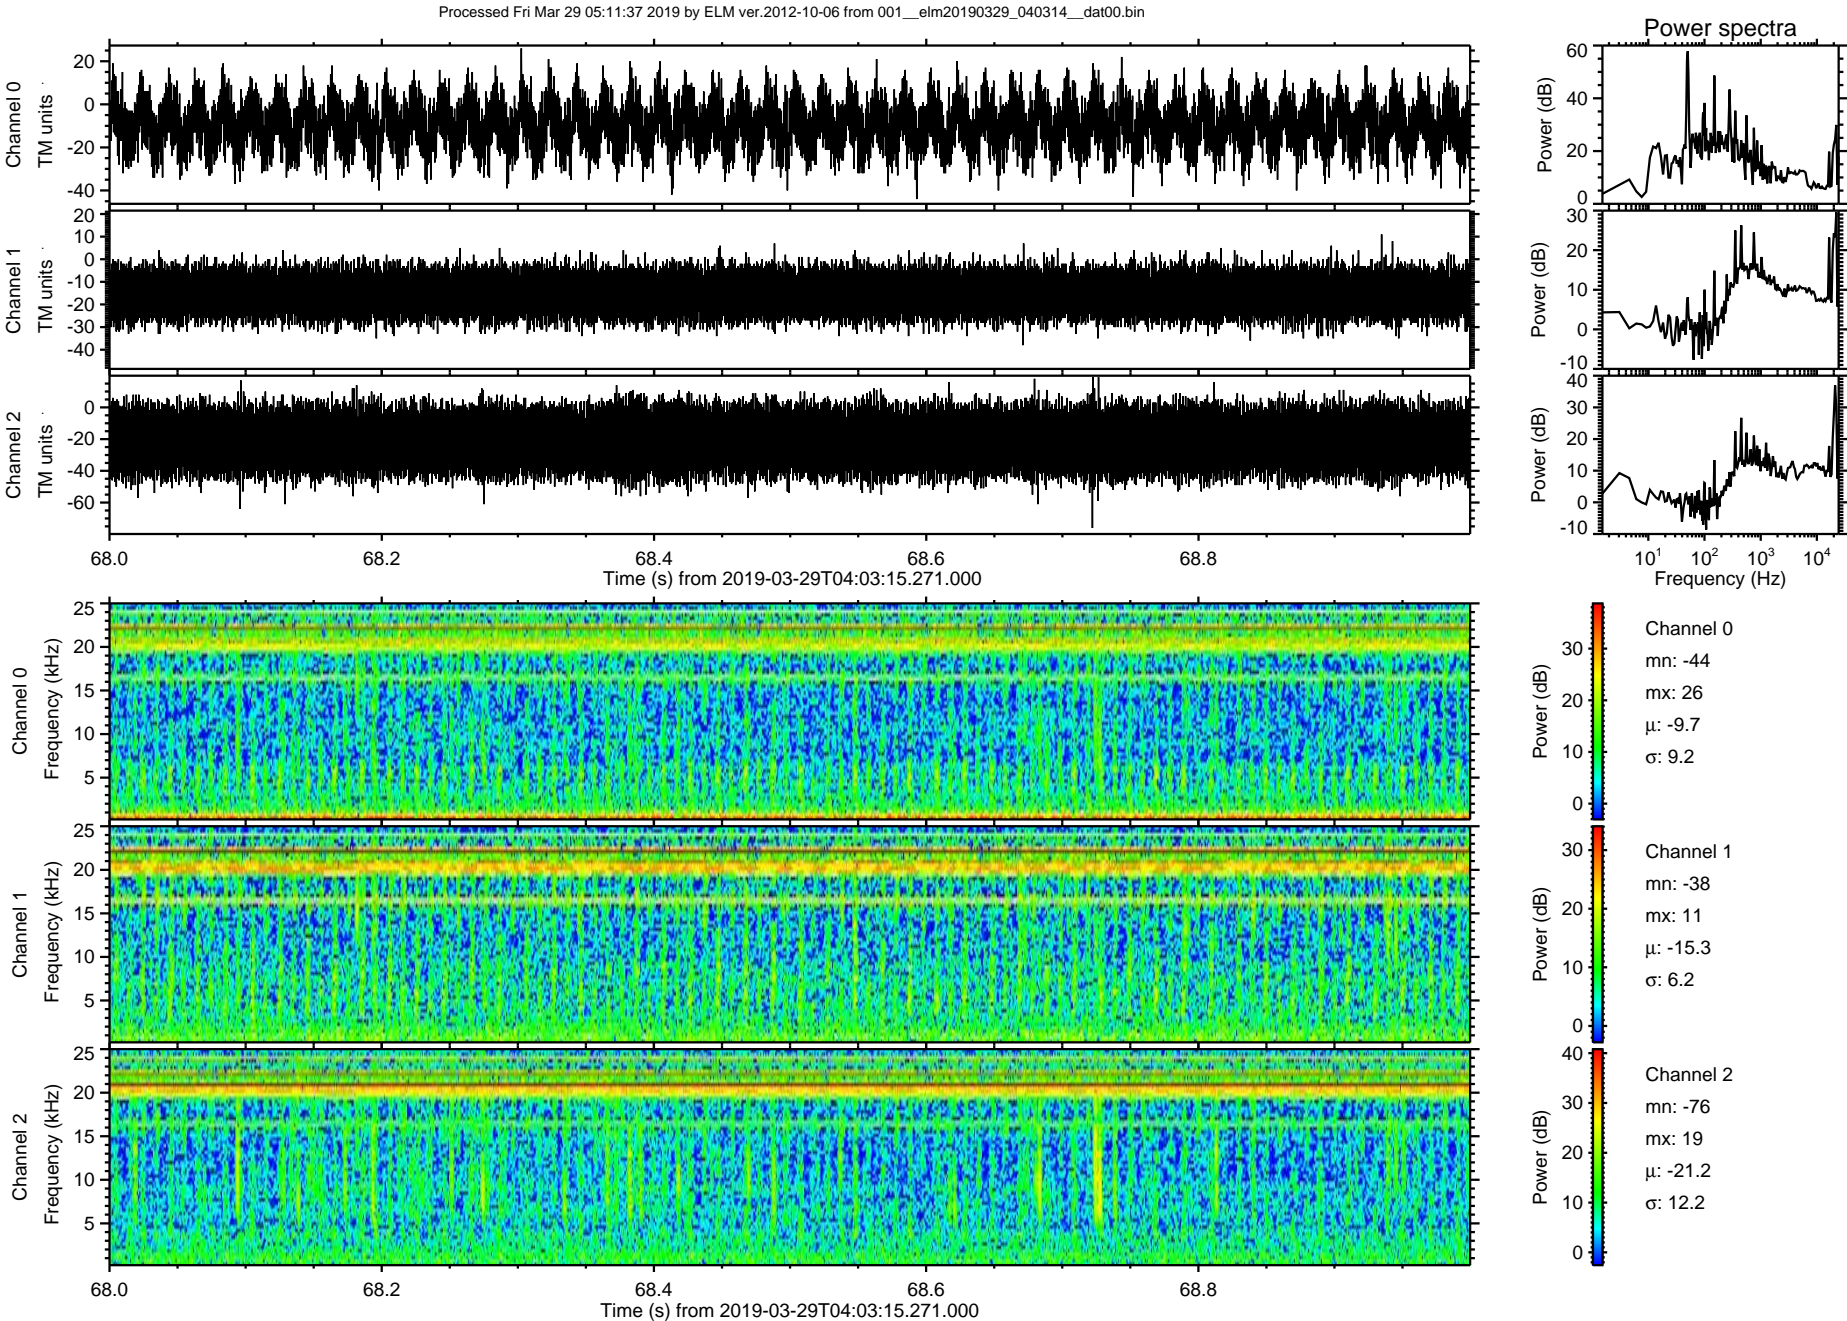 Processed Fri Mar 29 05:11:37 2019 by ELM ver.2012-10-06 from 001__elm20190329_040314__dat00.bin
Power spectra
Channel 0
TM units
20
0
-20
-40
Power (dB)
60
40
20
0
Channel 1
TM units
20
10
0
-10
-20
-30
-40
Power (dB)
30
20
10
0
-10
Channel 2
TM units
0
-20
-40
-60
Power (dB)
40
30
20
10
0
-10
68.0 68.2 68.4 68.6 68.8
Time (s) from 2019-03-29T04:03:15.271.000
10¹ 10² 10³ 10⁴
Frequency (Hz)
Channel 0
Frequency (kHz)
25
20
15
10
5
Power (dB)
30
20
10
0
Channel 0
mn: -44
mx: 26
μ: -9.7
σ: 9.2
Channel 1
Frequency (kHz)
25
20
15
10
5
Power (dB)
30
20
10
0
Channel 1
mn: -38
mx: 11
μ: -15.3
σ: 6.2
Channel 2
Frequency (kHz)
25
20
15
10
5
Power (dB)
40
30
20
10
0
Channel 2
mn: -76
mx: 19
μ: -21.2
σ: 12.2
68.0 68.2 68.4 68.6 68.8
Time (s) from 2019-03-29T04:03:15.271.000